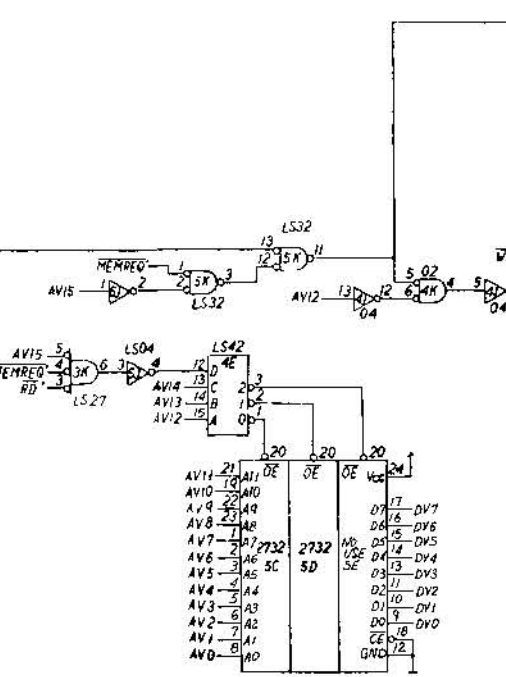 LS32
13
12
5K
11
MEMREQ'
1
2
5K
3
LS32
AV15
1
2
AV12
13
12
04
5
6
02
4K
4
5
04
AV15
MEMREQ'
RD'
5
4
3
3K
6
LS27
3
LS04
4
LS42
4E
12
D
AV14
13
C
2
3
AV13
14
B
1
2
AV12
15
A
0
1
20
20
20
OE
OE
OE
24
Vcc
AV11
21
A11
AV10
19
A10
AV9
22
A9
AV8
23
A8
AV7
1
A7
AV6
2
A6
AV5
3
A5
AV4
4
A4
AV3
5
A3
AV2
6
A2
AV1
7
A1
AV0
8
A0
2732
5C
2732
5D
NO
USE
5E
D7
17
DV7
D6
16
DV6
D5
15
DV5
D4
14
DV4
D3
13
DV3
D2
11
DV2
D1
10
DV1
D0
9
DV0
CE
18
GND
12